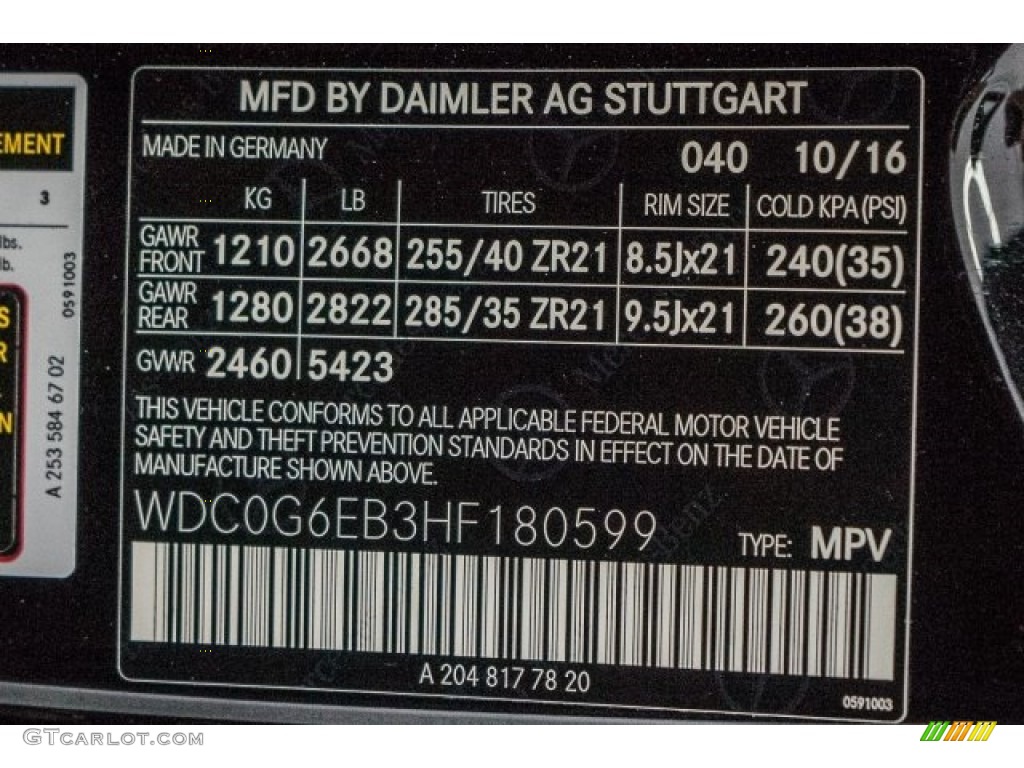 MFD BY DAIMLER AG STUTTGART
MADE IN GERMANY 040 10/16
KG LB TIRES RIM SIZE COLD KPA (PSI)
GAWR FRONT 1210 2668 255/40 ZR21 8.5Jx21 240(35)
GAWR REAR 1280 2822 285/35 ZR21 9.5Jx21 260(38)
GVWR 2460 5423
THIS VEHICLE CONFORMS TO ALL APPLICABLE FEDERAL MOTOR VEHICLE
SAFETY AND THEFT PREVENTION STANDARDS IN EFFECT ON THE DATE OF
MANUFACTURE SHOWN ABOVE.
WDC0G6EB3HF180599 TYPE: MPV
A 204 817 78 20
0591003
EMENT
3
lbs.
lb.
S
R
N
0591003
A 253 584 67 02
GTCARLOT.COM